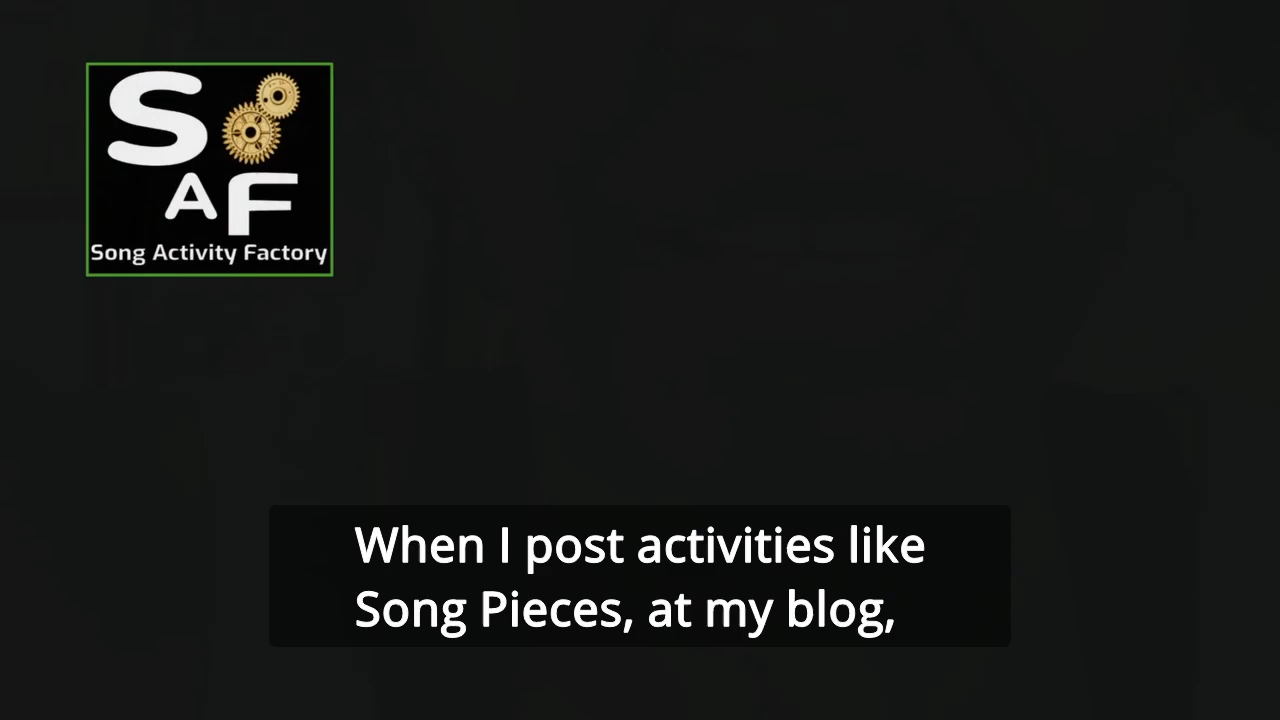 S
AF
Song Activity Factory
When I post activities like
Song Pieces, at my blog,